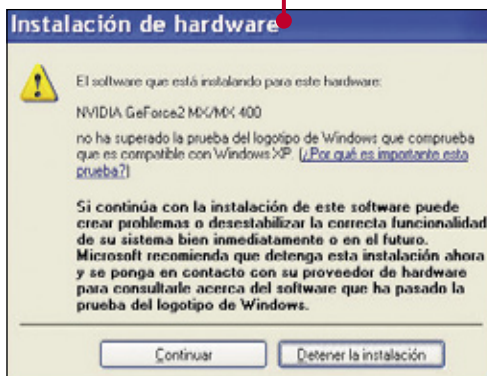 Instalación de hardware
El software que está instalando para este hardware:
NVIDIA GeForce2 MX/MX 400
no ha superado la prueba del logotipo de Windows que comprueba
que es compatible con Windows XP. (¿Por qué es importante esta
prueba?)
Si continúa con la instalación de este software puede
crear problemas o desestabilizar la correcta funcionalidad
de su sistema bien inmediatamente o en el futuro.
Microsoft recomienda que detenga esta instalación ahora
y se ponga en contacto con su proveedor de hardware
para consultarle acerca del software que ha pasado la
prueba del logotipo de Windows.
Continuar
Detener la instalación